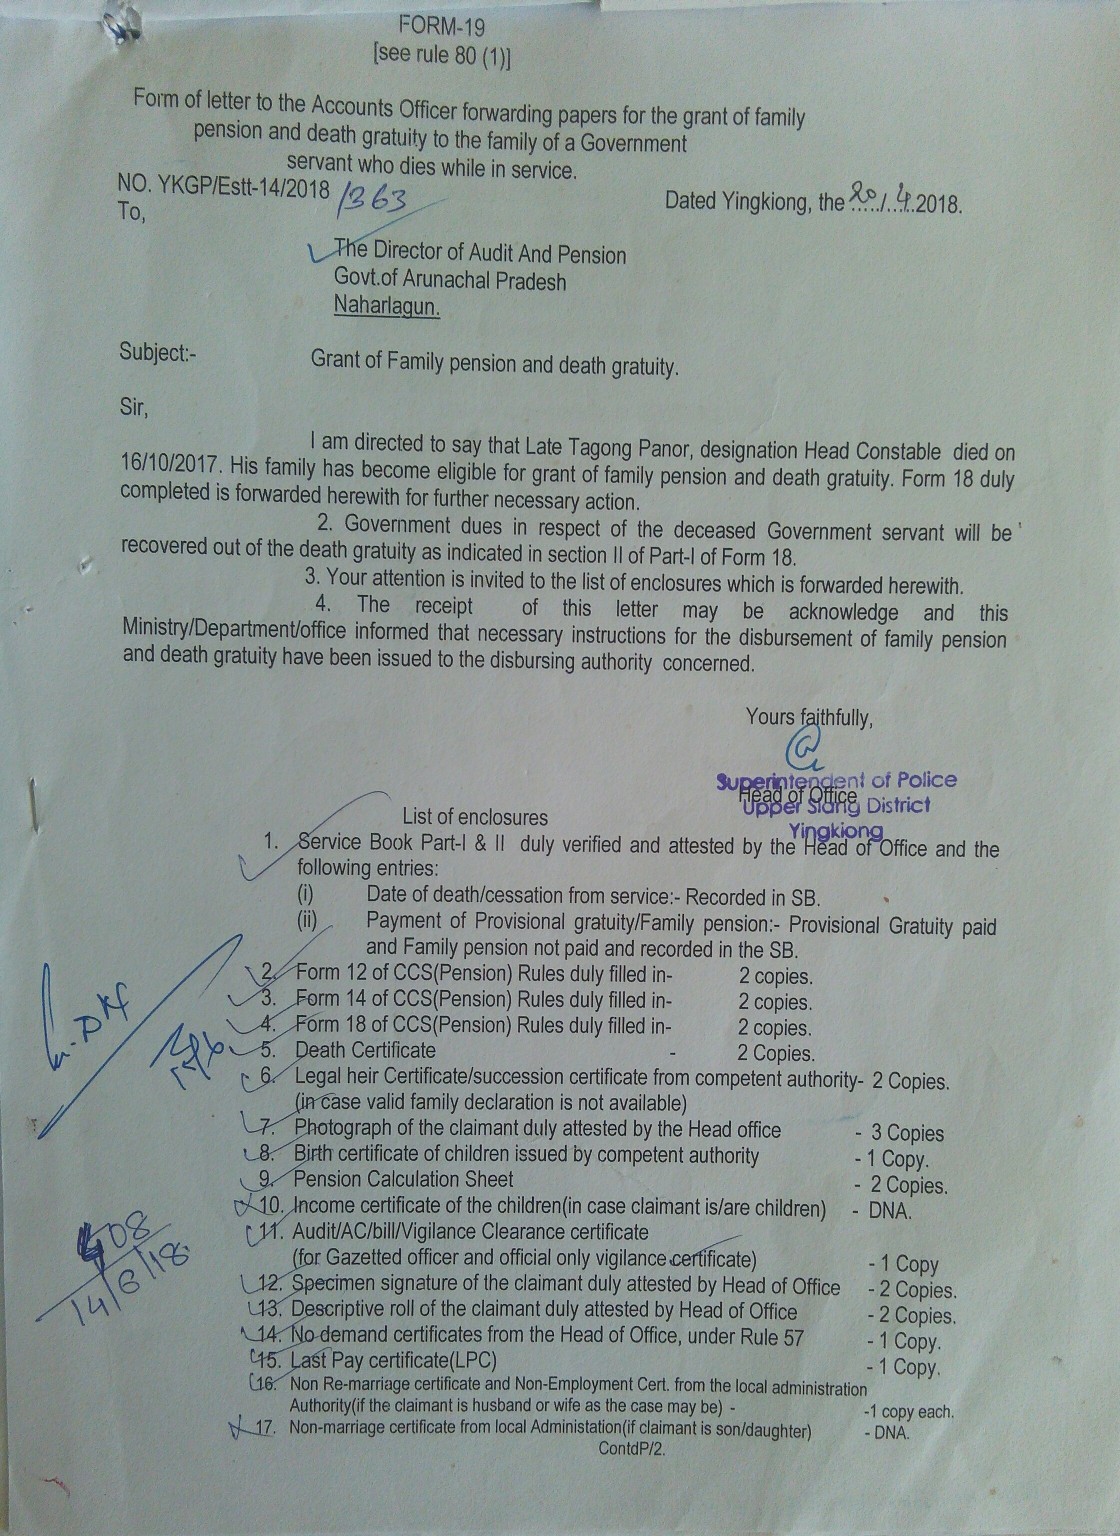 FORM-19
[see rule 80 (1)]
Form of letter to the Accounts Officer forwarding papers for the grant of family
pension and death gratuity to the family of a Government
servant who dies while in service.
NO. YKGP/Estt-14/2018 /363 Dated Yingkiong, the 20/4.2018.
To,
The Director of Audit And Pension
Govt.of Arunachal Pradesh
Naharlagun.
Subject:- Grant of Family pension and death gratuity.
Sir,
I am directed to say that Late Tagong Panor, designation Head Constable died on
16/10/2017. His family has become eligible for grant of family pension and death gratuity. Form 18 duly
completed is forwarded herewith for further necessary action.
2. Government dues in respect of the deceased Government servant will be
recovered out of the death gratuity as indicated in section II of Part-I of Form 18.
3. Your attention is invited to the list of enclosures which is forwarded herewith.
4. The receipt of this letter may be acknowledge and this
Ministry/Department/office informed that necessary instructions for the disbursement of family pension
and death gratuity have been issued to the disbursing authority concerned.
Yours faithfully,
Superintendent of Police
Head of Office
Upper Siang District
Yingkiong
List of enclosures
1. Service Book Part-I & II duly verified and attested by the Head of Office and the
following entries:
(i) Date of death/cessation from service:- Recorded in SB.
(ii) Payment of Provisional gratuity/Family pension:- Provisional Gratuity paid
and Family pension not paid and recorded in the SB.
2. Form 12 of CCS(Pension) Rules duly filled in- 2 copies.
3. Form 14 of CCS(Pension) Rules duly filled in- 2 copies.
4. Form 18 of CCS(Pension) Rules duly filled in- 2 copies.
5. Death Certificate - 2 Copies.
6. Legal heir Certificate/succession certificate from competent authority- 2 Copies.
(in case valid family declaration is not available)
7. Photograph of the claimant duly attested by the Head office - 3 Copies
8. Birth certificate of children issued by competent authority - 1 Copy.
9. Pension Calculation Sheet - 2 Copies.
10. Income certificate of the children(in case claimant is/are children) - DNA.
11. Audit/AC/bill/Vigilance Clearance certificate
(for Gazetted officer and official only vigilance certificate) - 1 Copy
12. Specimen signature of the claimant duly attested by Head of Office - 2 Copies.
13. Descriptive roll of the claimant duly attested by Head of Office - 2 Copies.
14. No demand certificates from the Head of Office, under Rule 57 - 1 Copy.
15. Last Pay certificate(LPC) - 1 Copy.
16. Non Re-marriage certificate and Non-Employment Cert. from the local administration
Authority(if the claimant is husband or wife as the case may be) - -1 copy each.
17. Non-marriage certificate from local Administation(if claimant is son/daughter) - DNA.
ContdP/2.
408
14/6/18